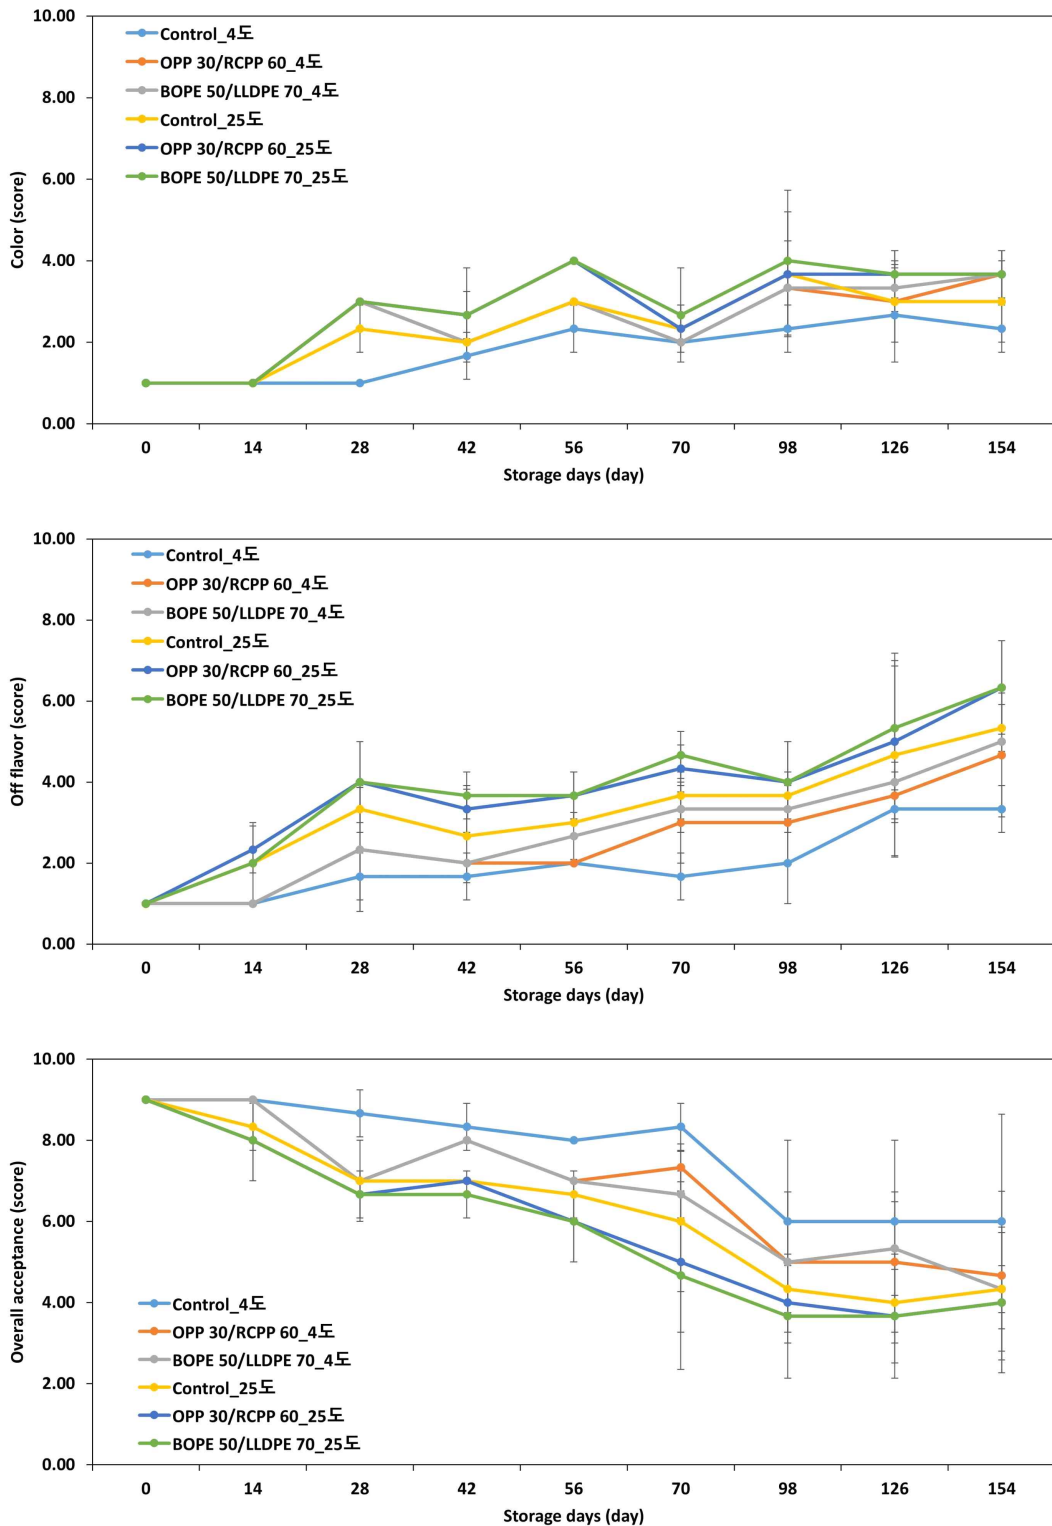 10.00
8.00
6.00
4.00
2.00
0.00
Color (score)
Control_4도
OPP 30/RCPP 60_4도
BOPE 50/LLDPE 70_4도
Control_25도
OPP 30/RCPP 60_25도
BOPE 50/LLDPE 70_25도
0 14 28 42 56 70 98 126 154
Storage days (day)
10.00
8.00
6.00
4.00
2.00
0.00
Off flavor (score)
Control_4도
OPP 30/RCPP 60_4도
BOPE 50/LLDPE 70_4도
Control_25도
OPP 30/RCPP 60_25도
BOPE 50/LLDPE 70_25도
0 14 28 42 56 70 98 126 154
Storage days (day)
10.00
8.00
6.00
4.00
2.00
0.00
Overall acceptance (score)
Control_4도
OPP 30/RCPP 60_4도
BOPE 50/LLDPE 70_4도
Control_25도
OPP 30/RCPP 60_25도
BOPE 50/LLDPE 70_25도
0 14 28 42 56 70 98 126 154
Storage days (day)